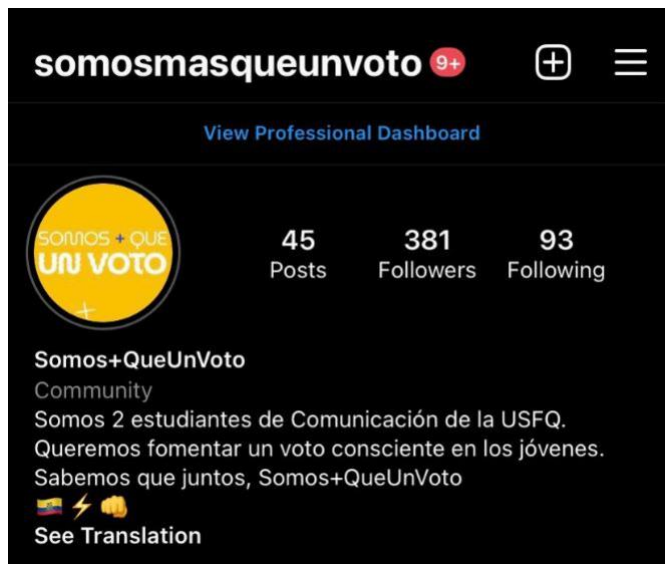 somosmasqueunvoto 9+
View Professional Dashboard
SOMOS + QUE
UN VOTO
45 381 93
Posts Followers Following
Somos+QueUnVoto
Community
Somos 2 estudiantes de Comunicación de la USFQ.
Queremos fomentar un voto consciente en los jóvenes.
Sabemos que juntos, Somos+QueUnVoto
🇪🇨⚡👊
See Translation